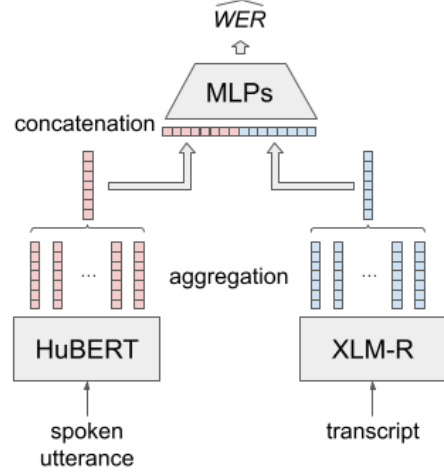 WER
MLPs
concatenation
...
...
aggregation
HuBERT
XLM-R
spoken
utterance
transcript